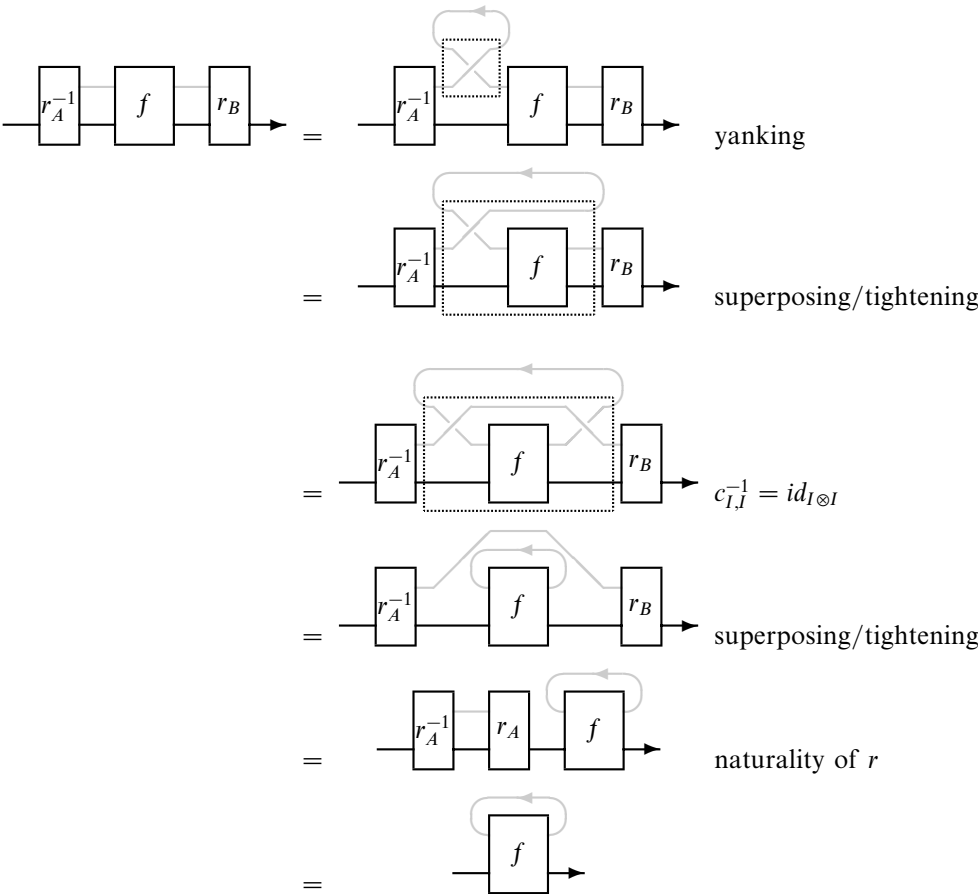 r_A^{-1} f r_B = r_A^{-1} f r_B yanking
= r_A^{-1} f r_B superposing/tightening
= r_A^{-1} f r_B c_{I,I}^{-1} = id_{I⊗I}
= r_A^{-1} f r_B superposing/tightening
= r_A^{-1} r_A f naturality of r
= f